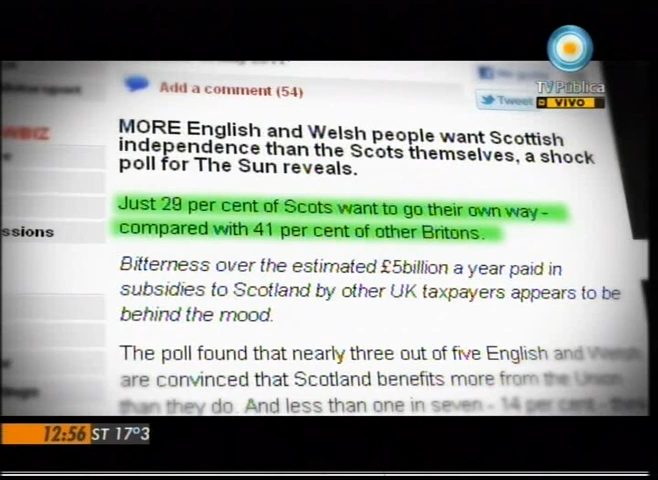 Add a comment (54)
TV Pública
Tweet
VIVO
MORE English and Welsh people want Scottish
independence than the Scots themselves, a shock
poll for The Sun reveals.
Just 29 per cent of Scots want to go their own way -
compared with 41 per cent of other Britons.
ssions
Bitterness over the estimated £5billion a year paid in
subsidies to Scotland by other UK taxpayers appears to be
behind the mood.
The poll found that nearly three out of five English and Welsh
are convinced that Scotland benefits more from the Union
than they do. And less than one in seven - 14 per cent - think
12:56 ST 17°3